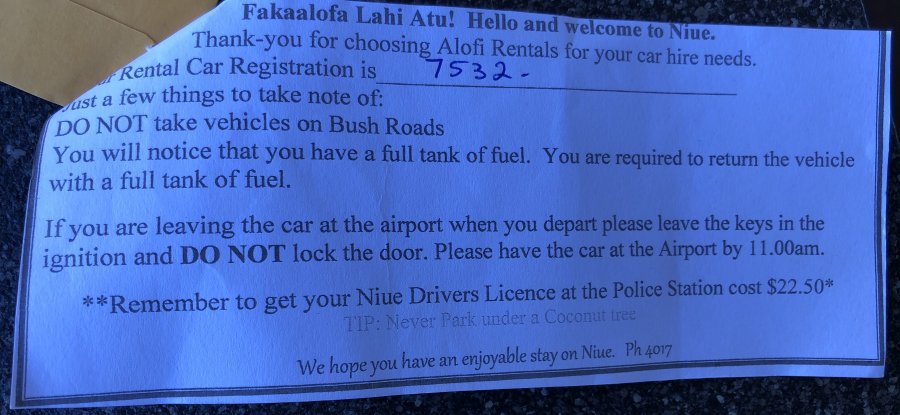 Fakaalofa Lahi Atu! Hello and welcome to Niue.
Thank-you for choosing Alofi Rentals for your car hire needs.
r Rental Car Registration is 7532-
Just a few things to take note of:
DO NOT take vehicles on Bush Roads
You will notice that you have a full tank of fuel. You are required to return the vehicle
with a full tank of fuel.
If you are leaving the car at the airport when you depart please leave the keys in the
ignition and DO NOT lock the door. Please have the car at the Airport by 11.00am.
**Remember to get your Niue Drivers Licence at the Police Station cost $22.50*
TIP: Never Park under a Coconut tree
We hope you have an enjoyable stay on Niue. Ph 4017